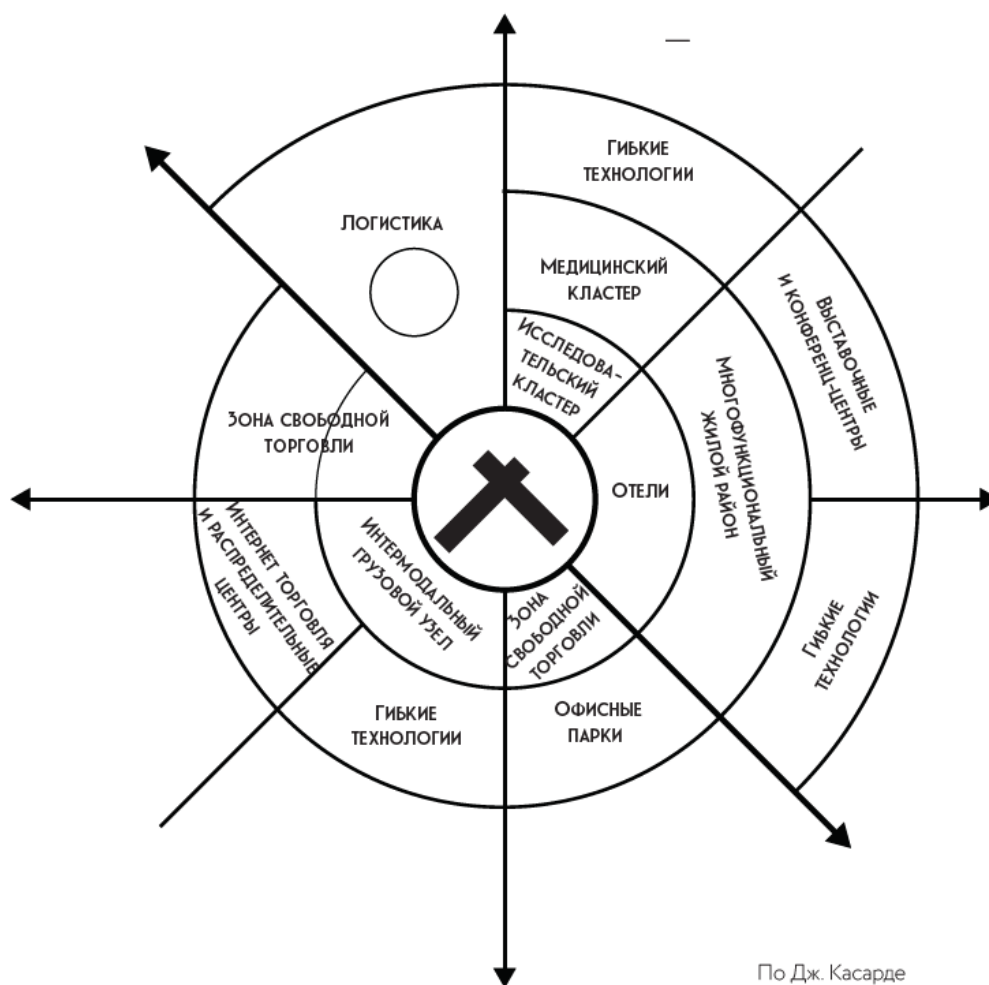 —
Гибкие
технологии
Логистика
Медицинский
кластер
Исследова-
тельский
кластер
Выставочные
и конференц-центры
Многофункциональный
жилой район
Зона свободной
торговли
Отели
Интернет торговля
и распределительные
центры
Интермодальный
грузовой узел
Зона
свободной
торговли
Гибкие
технологии
Гибкие
технологии
Офисные
парки
По Дж. Касарде